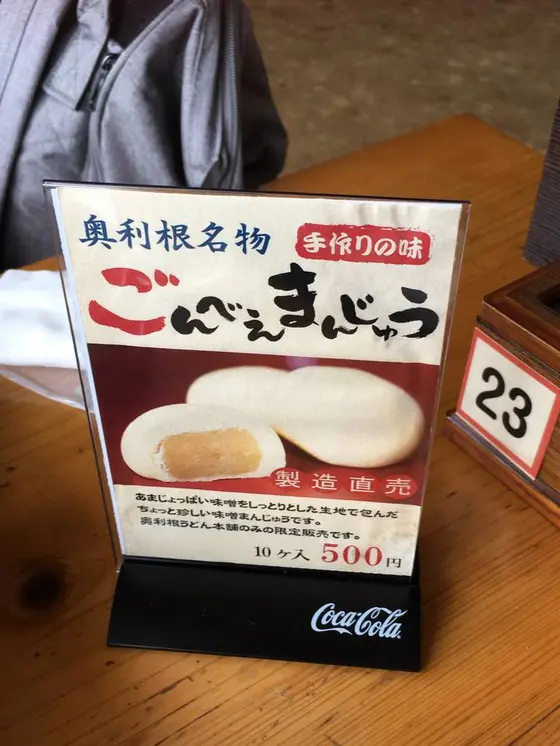 奥利根名物
手作りの味
ごんべえまんじゅう
製造直売
あまじょっぱい味噌をしっとりとした生地で包んだ
ちょっと珍しい味噌まんじゅうです。
奥利根うどん本舗のみの限定販売です。
10ヶ入 500円
Coca-Cola
23